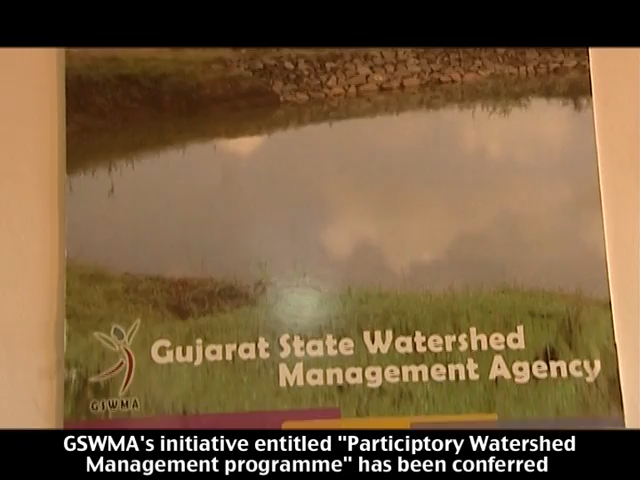 Gujarat State Watershed
Management Agency
GSWMA
GSWMA's initiative entitled "Participtory Watershed
Management programme" has been conferred